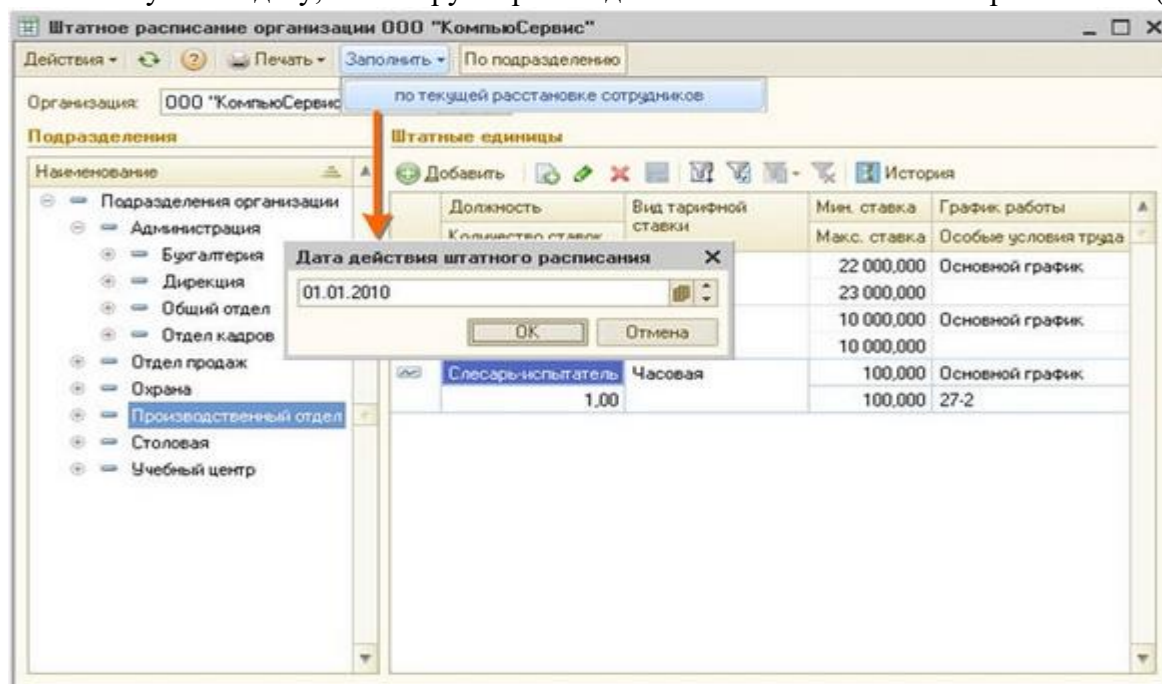 Штатное расписание организации ООО "КомпьюСервис"
Действия Печать Заполнить По подразделению
по текущей расстановке сотрудников
Организация: ООО "КомпьюСервис
Подразделения
Штатные единицы
Наименование
Добавить История
Подразделения организации
Администрация
Бухгалтерия
Дирекция
Общий отдел
Отдел кадров
Отдел продаж
Охрана
Производственный отдел
Столовая
Учебный центр
Должность Вид тарифной ставки Мин. ставка График работы
Количество ставок Макс. ставка Особые условия труда
22 000,000 Основной график
23 000,000
10 000,000 Основной график
10 000,000
Слесарь-испытатель Часовая 100,000 Основной график
1,00 100,000 27-2
Дата действия штатного расписания
01.01.2010
OK Отмена